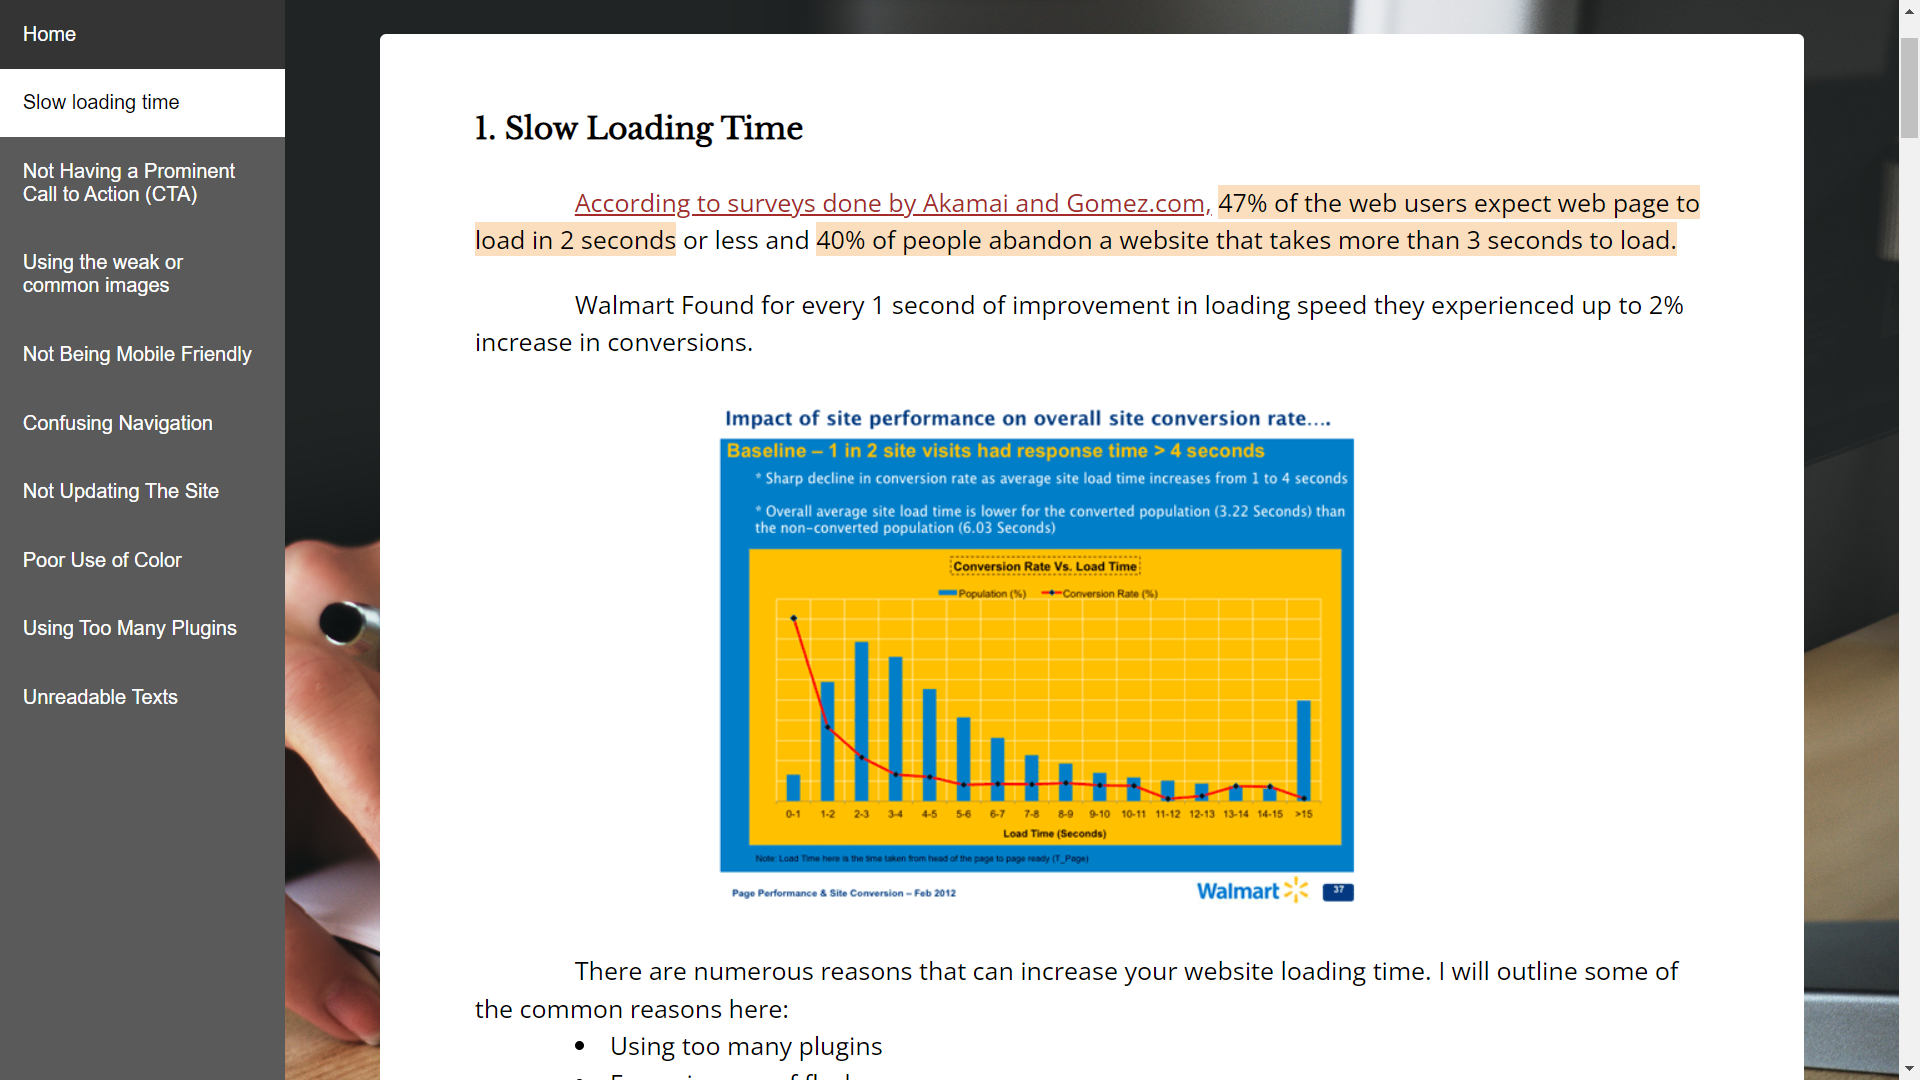 Home
Slow loading time
Not Having a Prominent
Call to Action (CTA)
Using the weak or
common images
Not Being Mobile Friendly
Confusing Navigation
Not Updating The Site
Poor Use of Color
Using Too Many Plugins
Unreadable Texts
1. Slow Loading Time
According to surveys done by Akamai and Gomez.com, 47% of the web users expect web page to
load in 2 seconds or less and 40% of people abandon a website that takes more than 3 seconds to load.
Walmart Found for every 1 second of improvement in loading speed they experienced up to 2%
increase in conversions.
Impact of site performance on overall site conversion rate....
Baseline – 1 in 2 site visits had response time > 4 seconds
* Sharp decline in conversion rate as average site load time increases from 1 to 4 seconds
* Overall average site load time is lower for the converted population (3.22 Seconds) than
the non-converted population (6.03 Seconds)
Conversion Rate Vs. Load Time
Population (%) Conversion Rate (%)
0-1 1-2 2-3 3-4 4-5 5-6 6-7 7-8 8-9 9-10 10-11 11-12 12-13 13-14 14-15 >15
Load Time (Seconds)
Note: Load Time here is the time taken from head of the page to page ready (T_Page)
Page Performance & Site Conversion – Feb 2012
Walmart 37
There are numerous reasons that can increase your website loading time. I will outline some of
the common reasons here:
• Using too many plugins